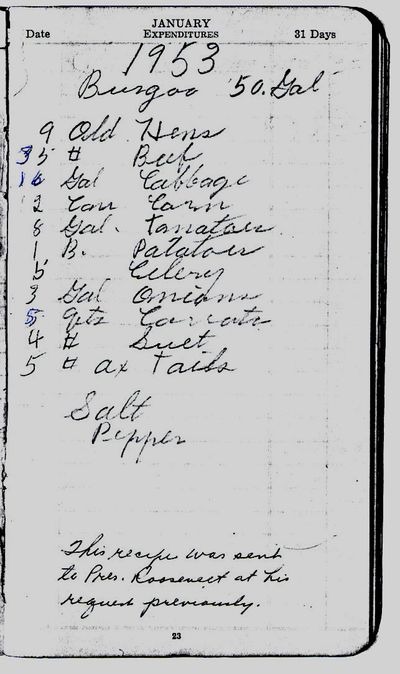 JANUARY
Date EXPENDITURES 31 Days
1953
Burgoo 50. Gal
9 Old Hens
35 # Beef
16 Gal Cabbage
2 Can Corn
8 Gal. Tomatoes
1 B. Patatoes
5 Celery
3 Gal Onions
5 qts Carrots
4 # Suet
5 # ax Tails
Salt
Pepper
This recipe was sent
to Pres. Roosevelt at his
request previously.
23